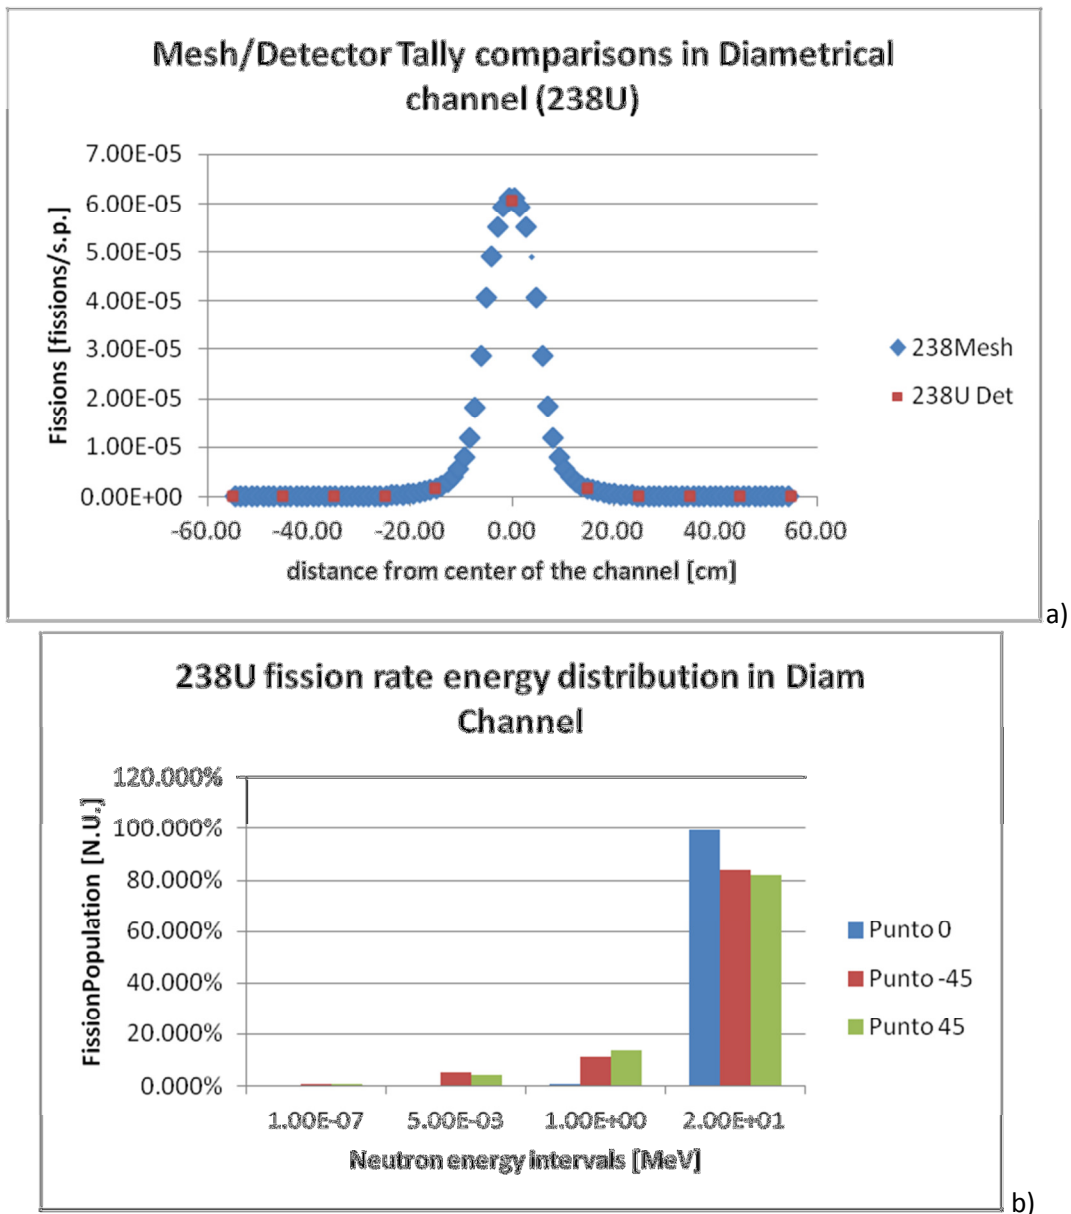 Mesh/Detector Tally comparisons in Diametrical
channel (238U)
7.00E-05
6.00E-05
5.00E-05
4.00E-05
3.00E-05
2.00E-05
1.00E-05
0.00E+00
Fissions [fissions/s.p.]
-60.00 -40.00 -20.00 0.00 20.00 40.00 60.00
distance from center of the channel [cm]
238Mesh
238U Det
a)
238U fission rate energy distribution in Diam
Channel
120.000%
100.000%
80.000%
60.000%
40.000%
20.000%
0.000%
FissionPopulation [N.U.]
1.00E-07 5.00E-03 1.00E+00 2.00E+01
Neutron energy intervals [MeV]
Punto 0
Punto -45
Punto 45
b)